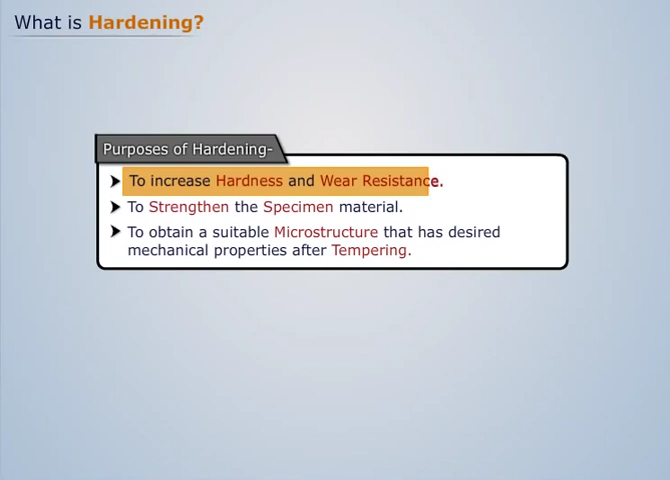 What is Hardening?
Purposes of Hardening-
To increase Hardness and Wear Resistance.
To Strengthen the Specimen material.
To obtain a suitable Microstructure that has desired
mechanical properties after Tempering.